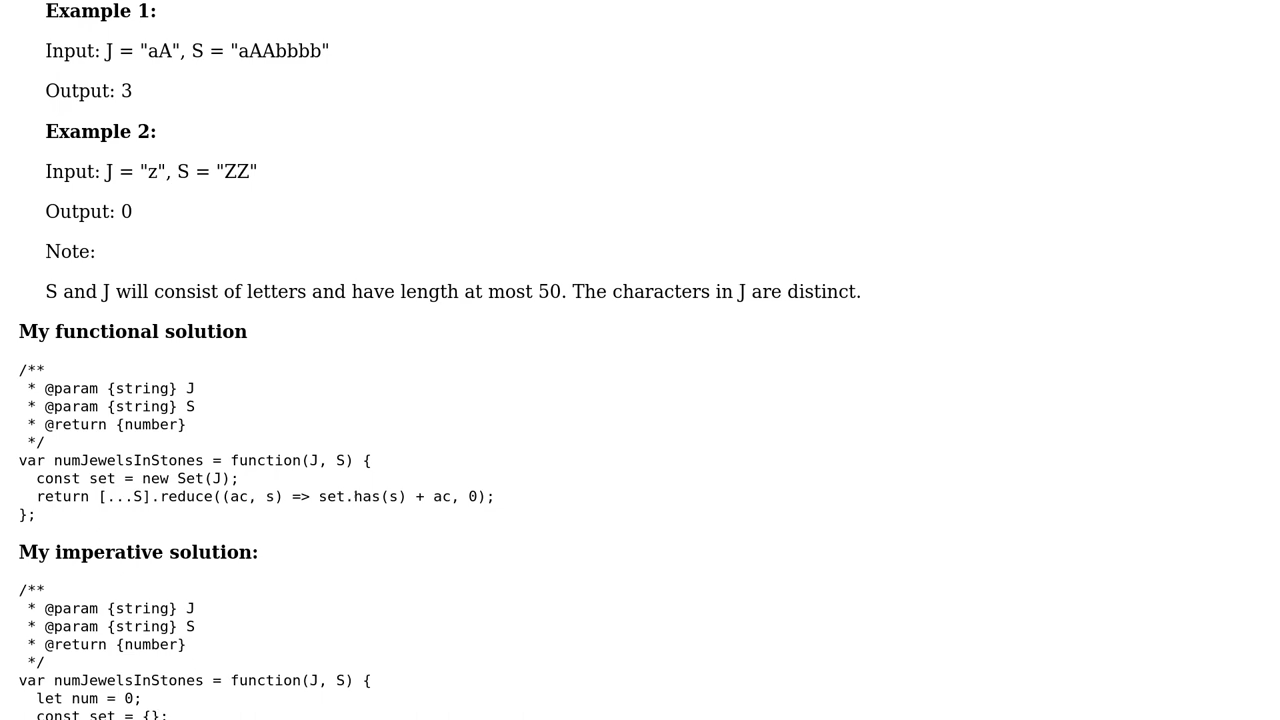 Example 1:
Input: J = "aA", S = "aAAbbbb"
Output: 3
Example 2:
Input: J = "z", S = "ZZ"
Output: 0
Note:
S and J will consist of letters and have length at most 50. The characters in J are distinct.
My functional solution
/**
 * @param {string} J
 * @param {string} S
 * @return {number}
 */
var numJewelsInStones = function(J, S) {
  const set = new Set(J);
  return [...S].reduce((ac, s) => set.has(s) + ac, 0);
};
My imperative solution:
/**
 * @param {string} J
 * @param {string} S
 * @return {number}
 */
var numJewelsInStones = function(J, S) {
  let num = 0;
  const set = {};